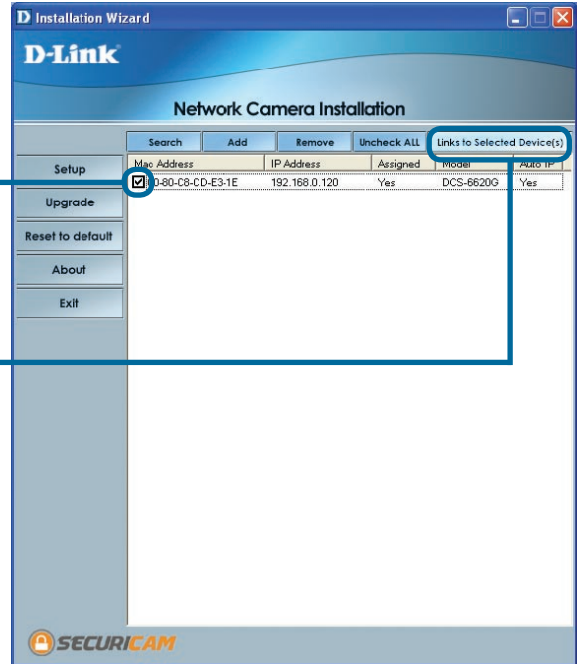 D Installation Wizard
D-Link
Network Camera Installation
Search Add Remove Uncheck ALL Links to Selected Device(s)
Mac Address IP Address Assigned Model Auto IP
0-80-C8-CD-E3-1E 192.168.0.120 Yes DCS-6620G Yes
Setup
Upgrade
Reset to default
About
Exit
SECURICAM